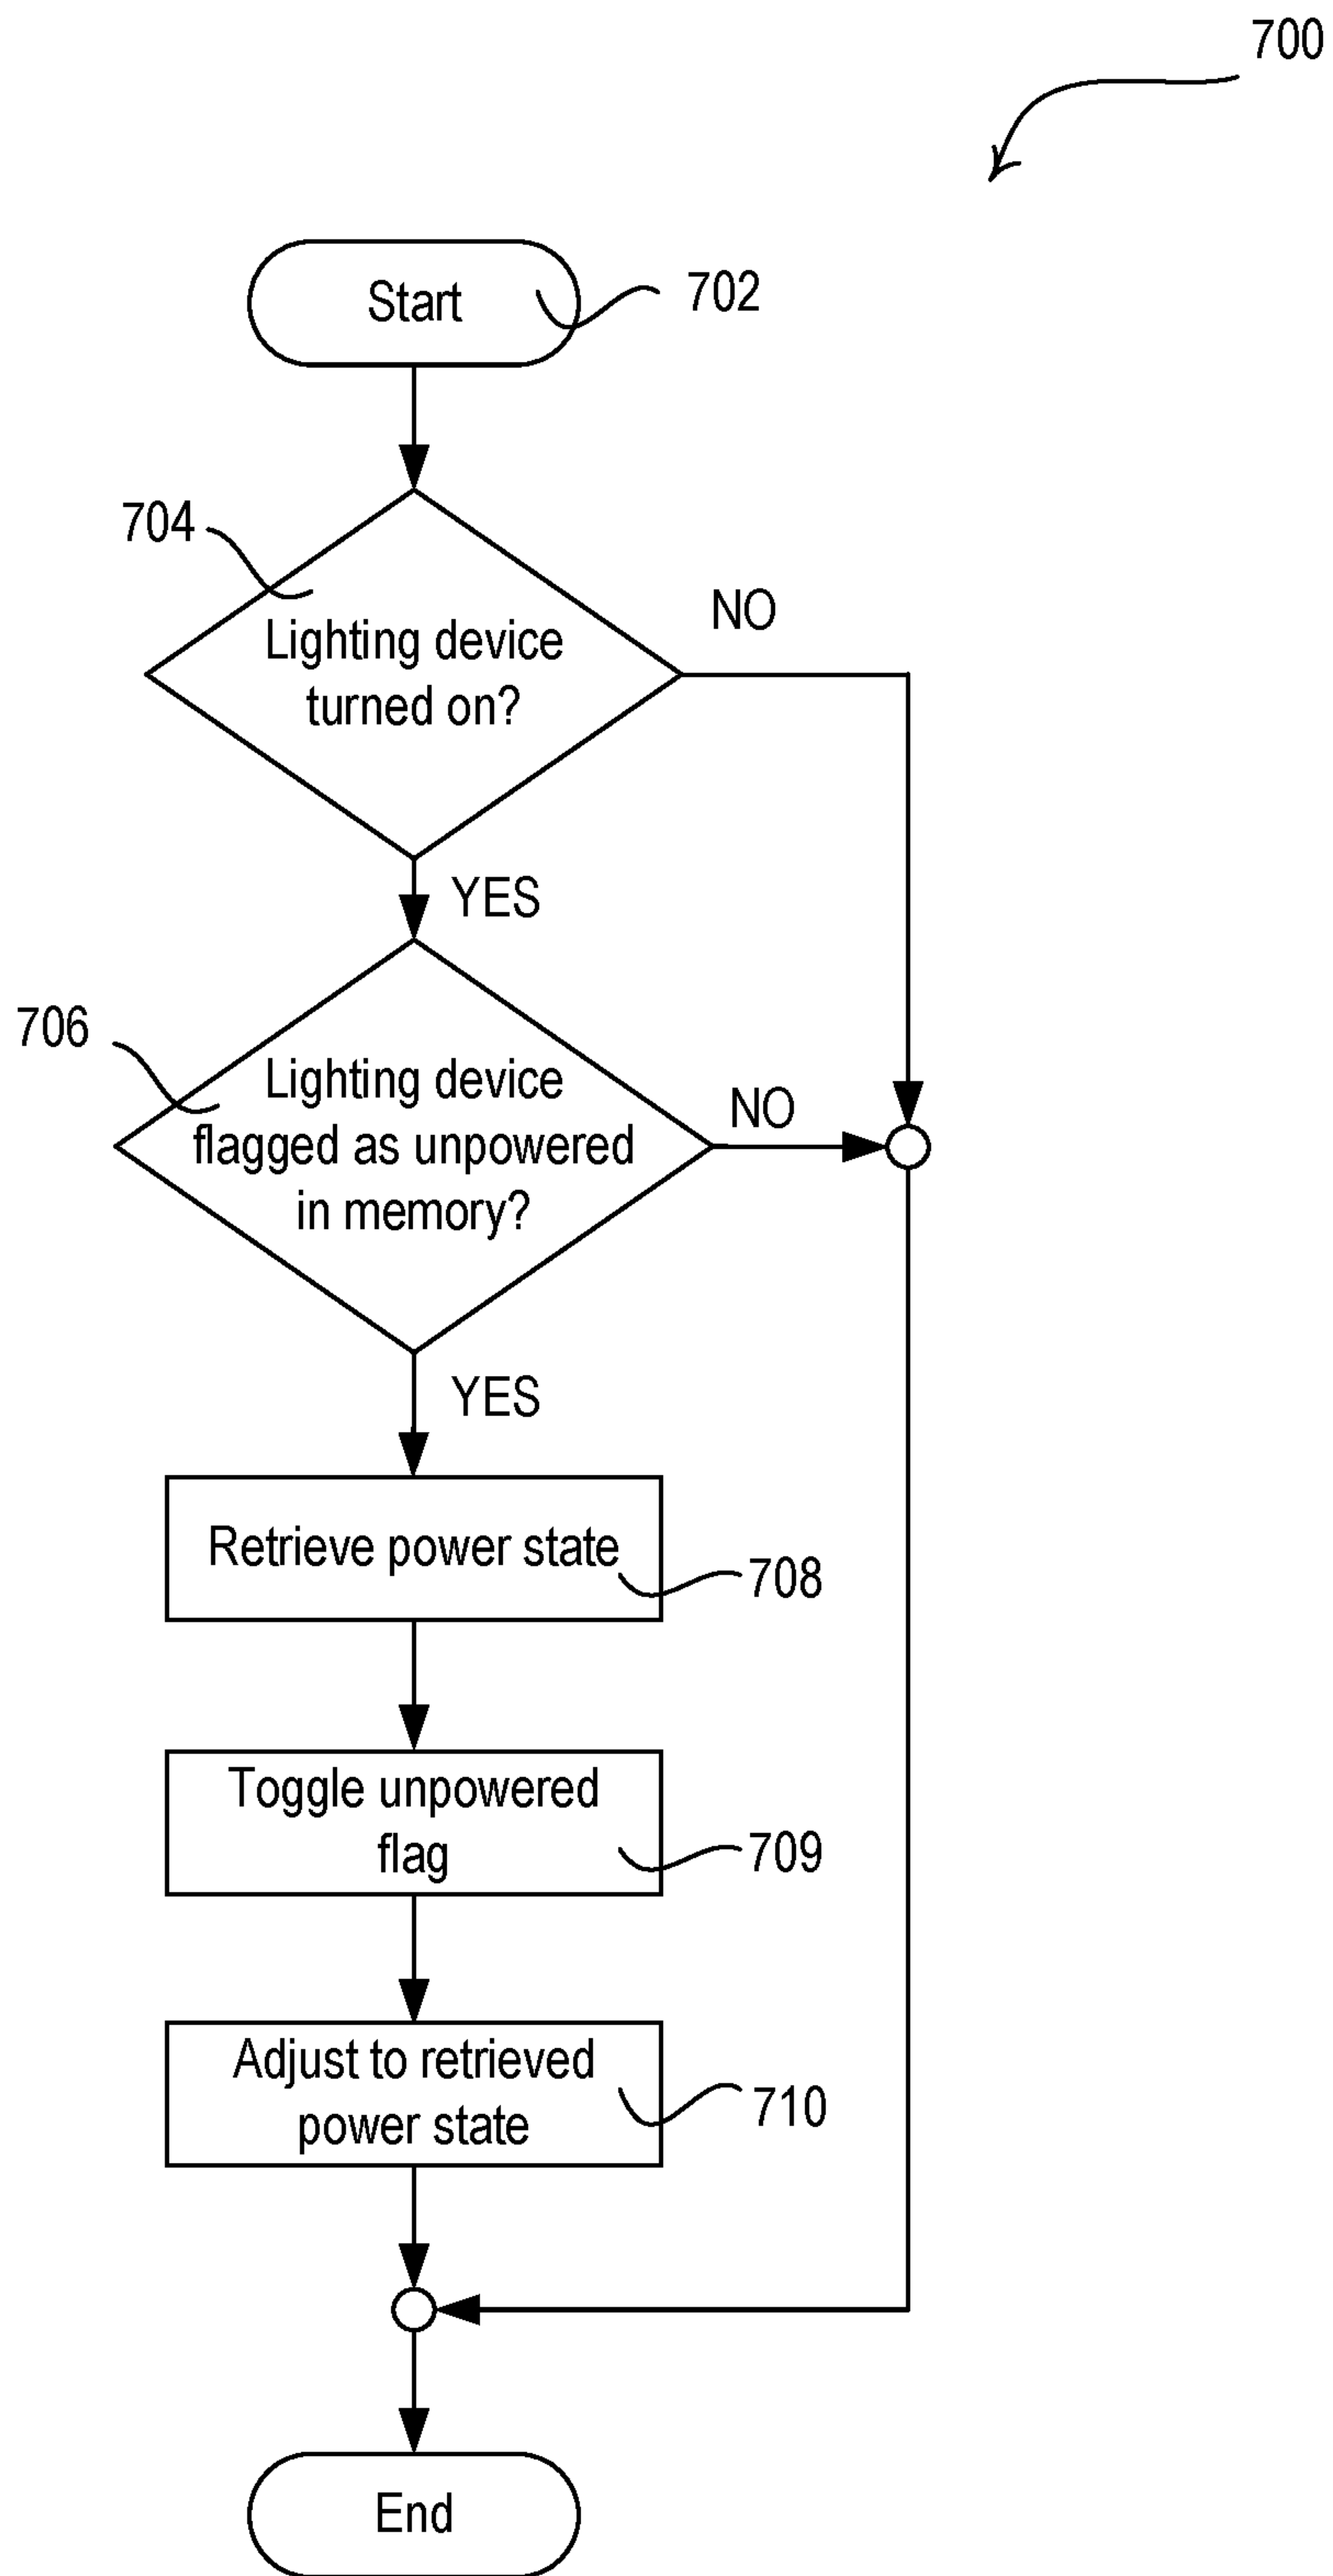 700
Start
702
704
Lighting device
turned on?
NO
YES
706
Lighting device
flagged as unpowered
in memory?
NO
YES
Retrieve power state
708
Toggle unpowered
flag
709
Adjust to retrieved
power state
710
End